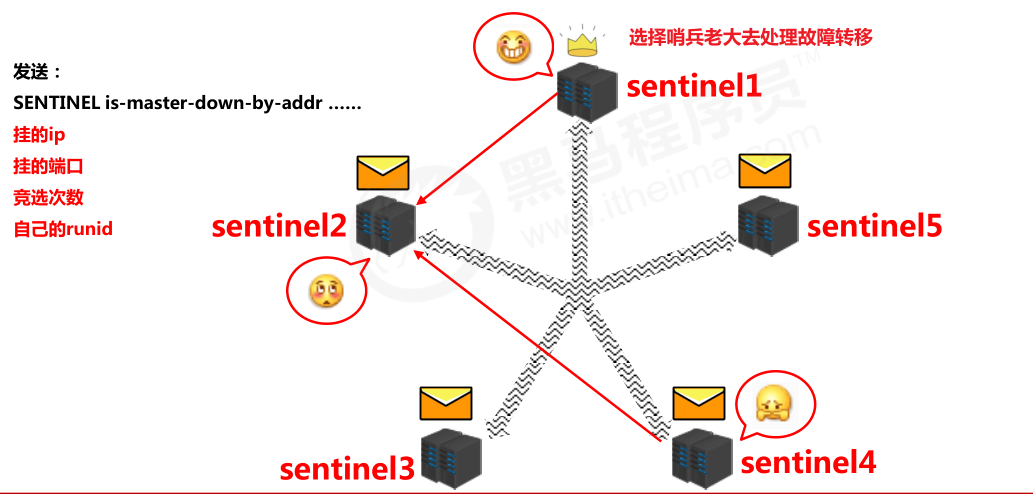 选择哨兵老大去处理故障转移
发送：
SENTINEL is-master-down-by-addr ……
挂的ip
挂的端口
竞选次数
自己的runid
sentinel1
sentinel2
sentinel5
sentinel3
sentinel4
黑马程序员™
www.itheima.com